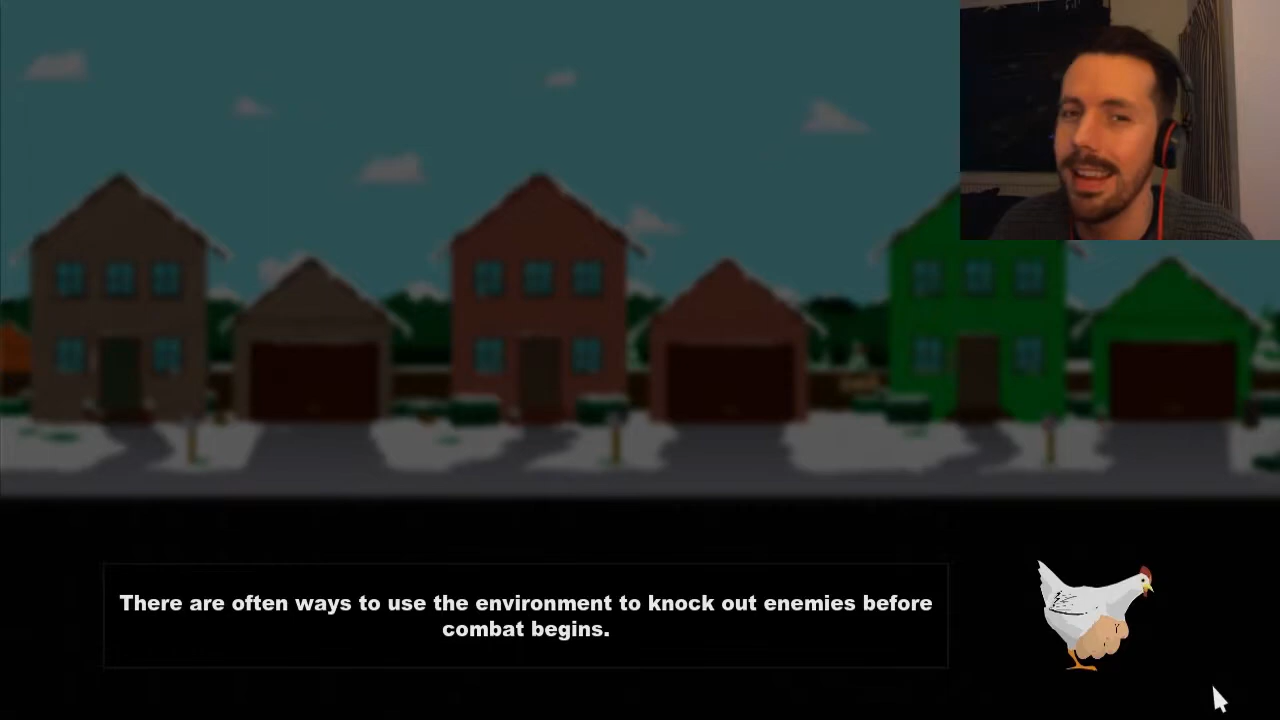 There are often ways to use the environment to knock out enemies before
combat begins.